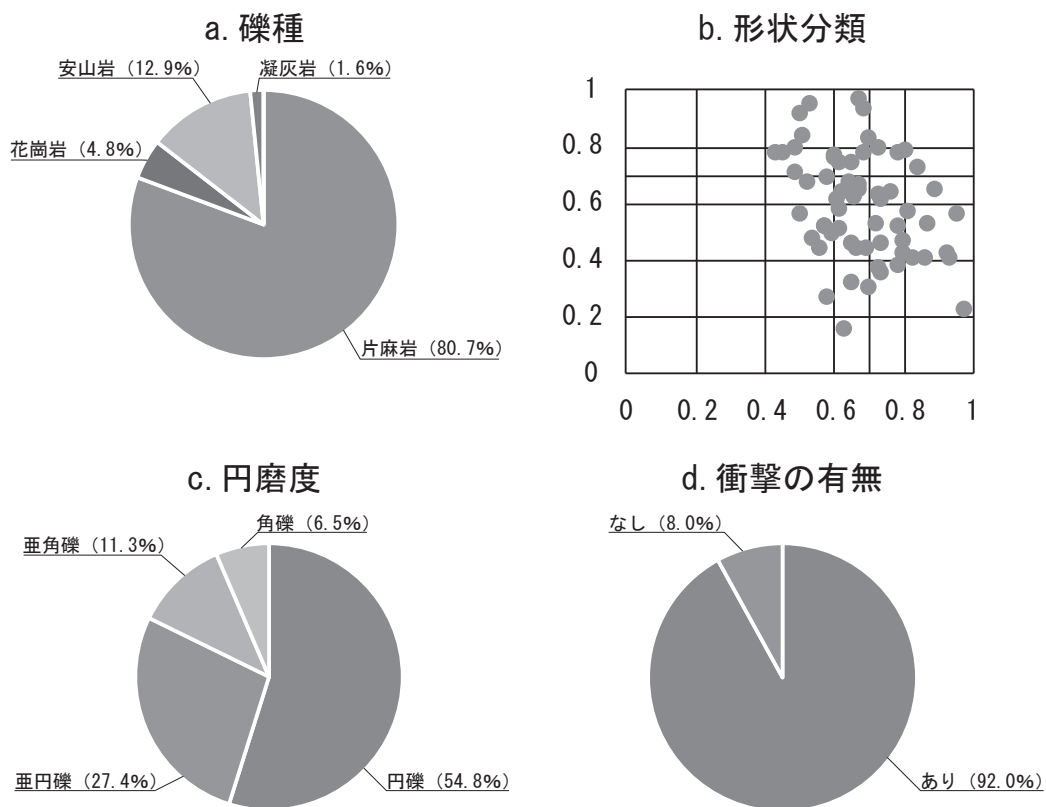 a. 礫種
安山岩（12.9%）
凝灰岩（1.6%）
花崗岩（4.8%）
片麻岩（80.7%）
b. 形状分類
1
0.8
0.6
0.4
0.2
0
0
0.2
0.4
0.6
0.8
1
c. 円磨度
角礫（6.5%）
亜角礫（11.3%）
亜円礫（27.4%）
円礫（54.8%）
d. 衝撃の有無
なし（8.0%）
あり（92.0%）